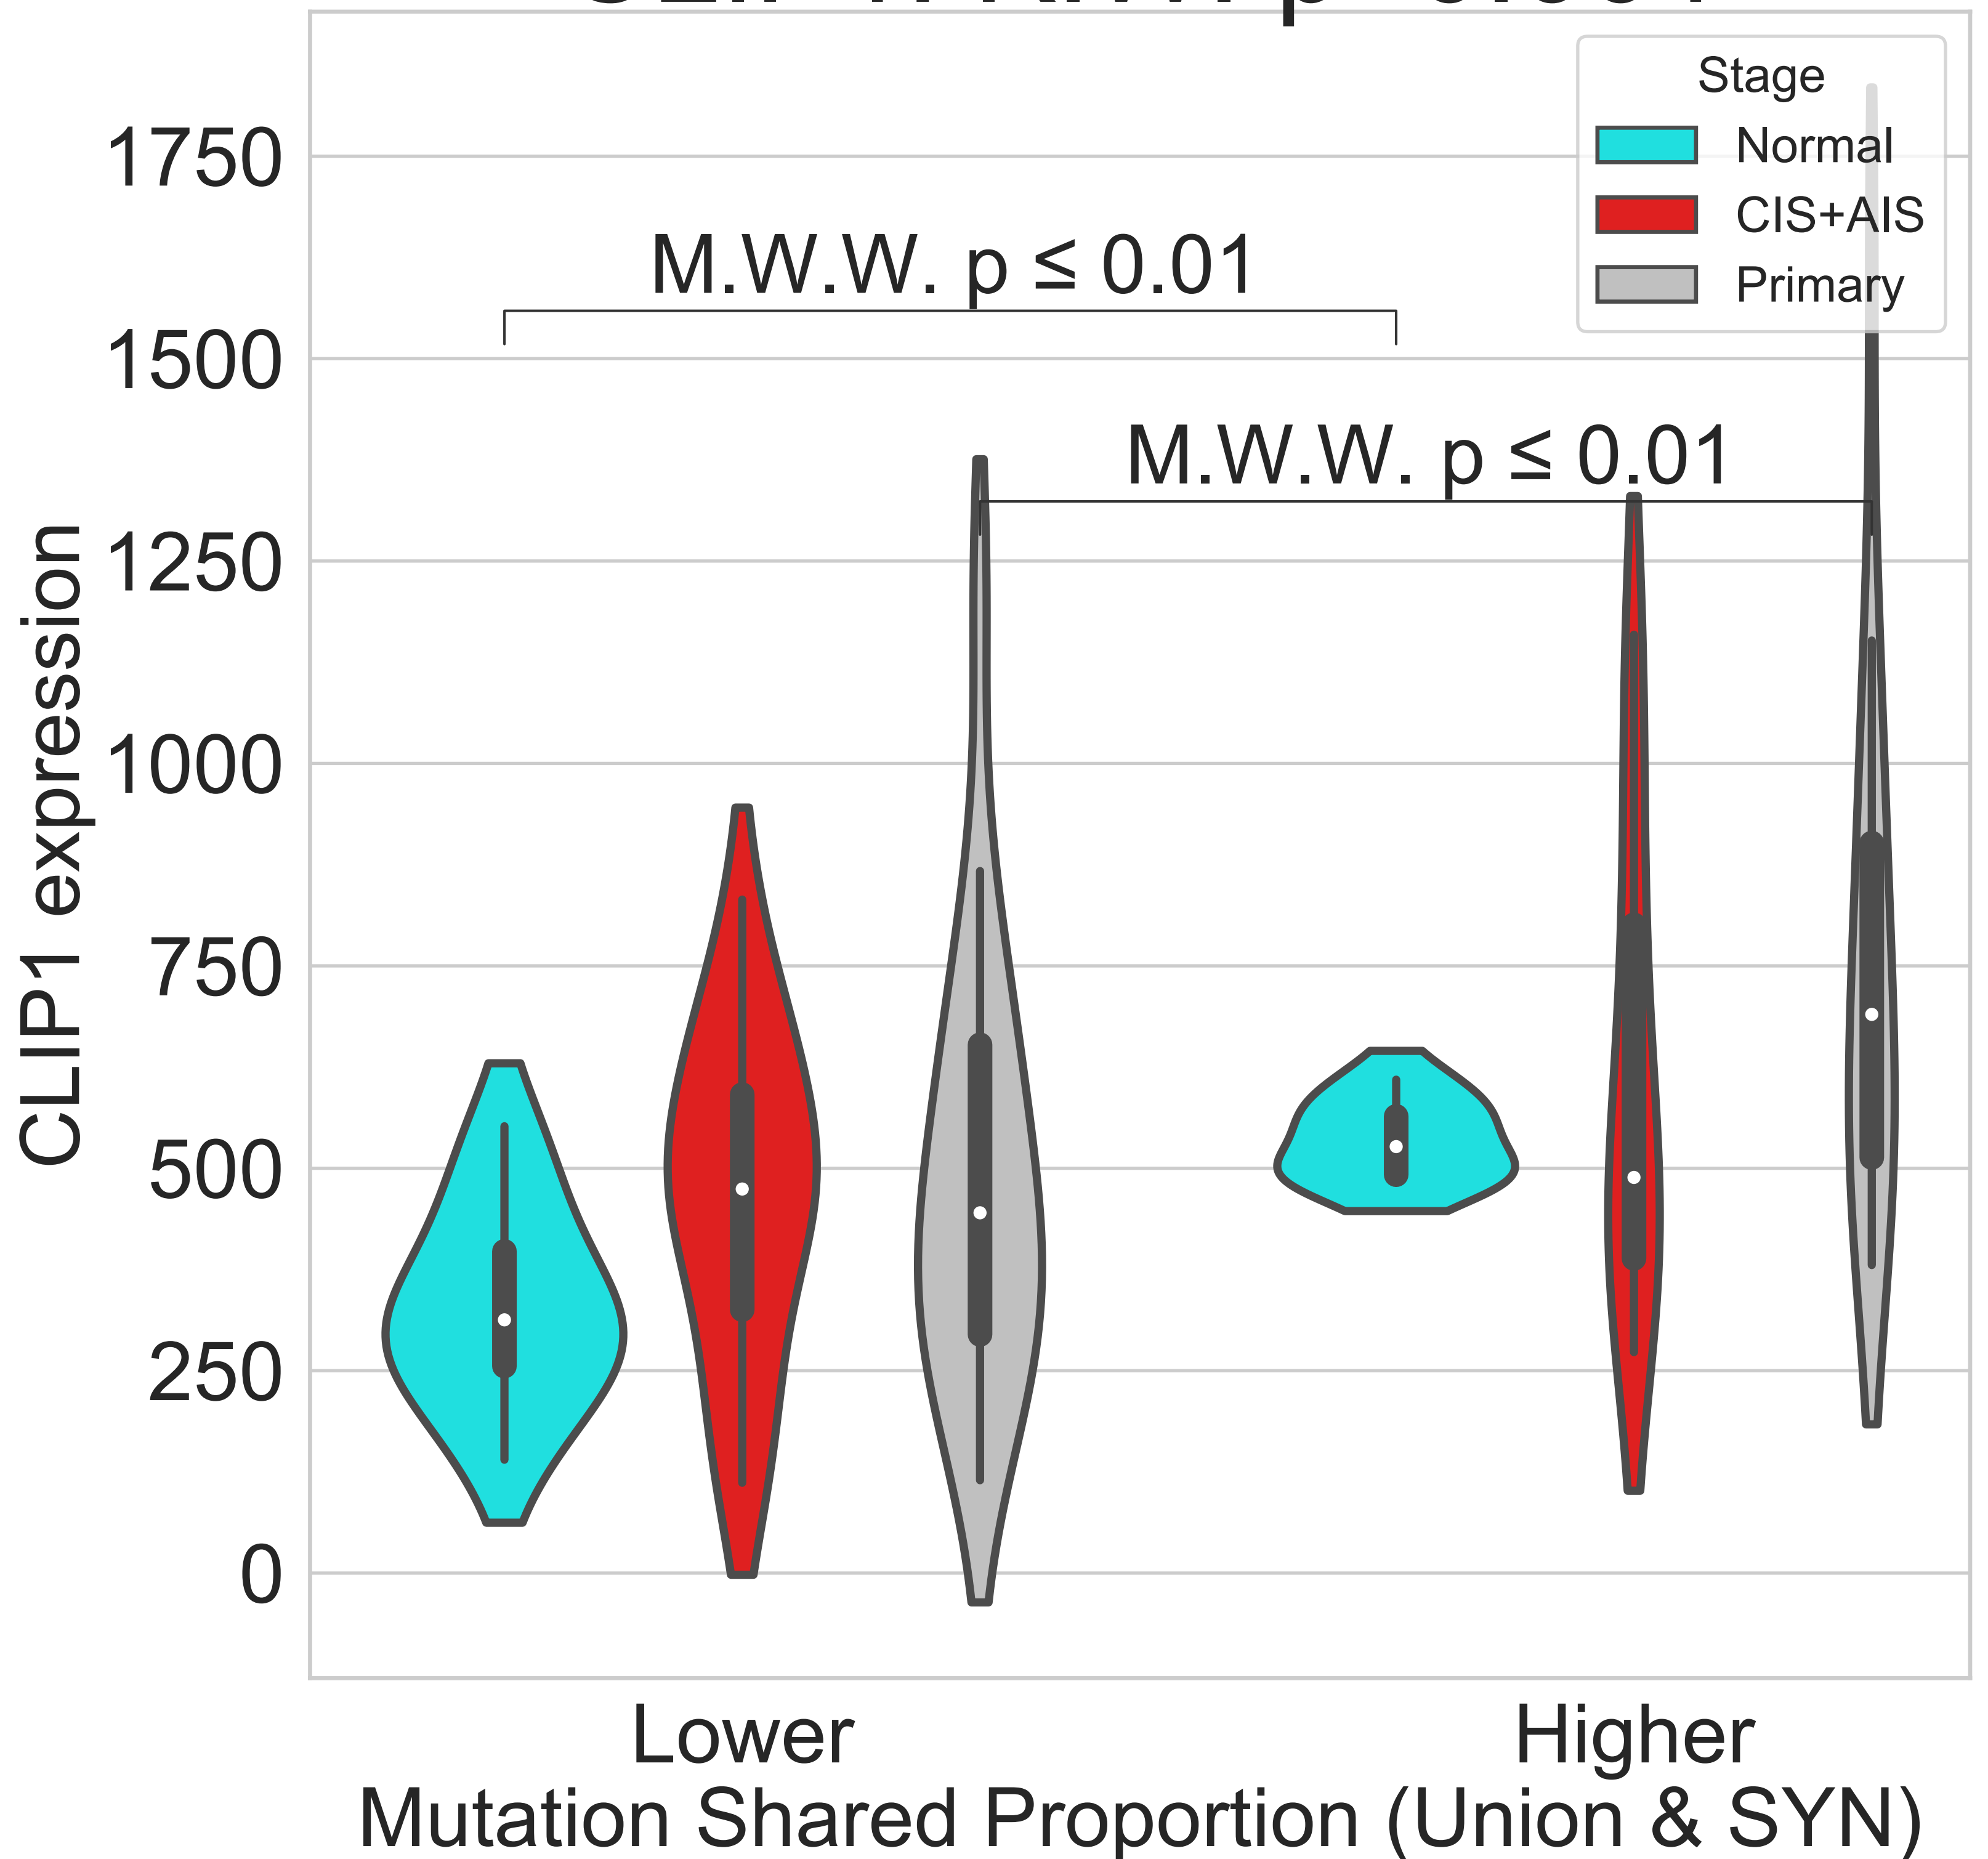 Stage
Normal
CIS+AIS
Primary
M.W.W. p ≤ 0.01
M.W.W. p ≤ 0.01
1750
1500
1250
1000
750
500
250
0
CLIP1 expression
Lower
Higher
Mutation Shared Proportion (Union & SYN)